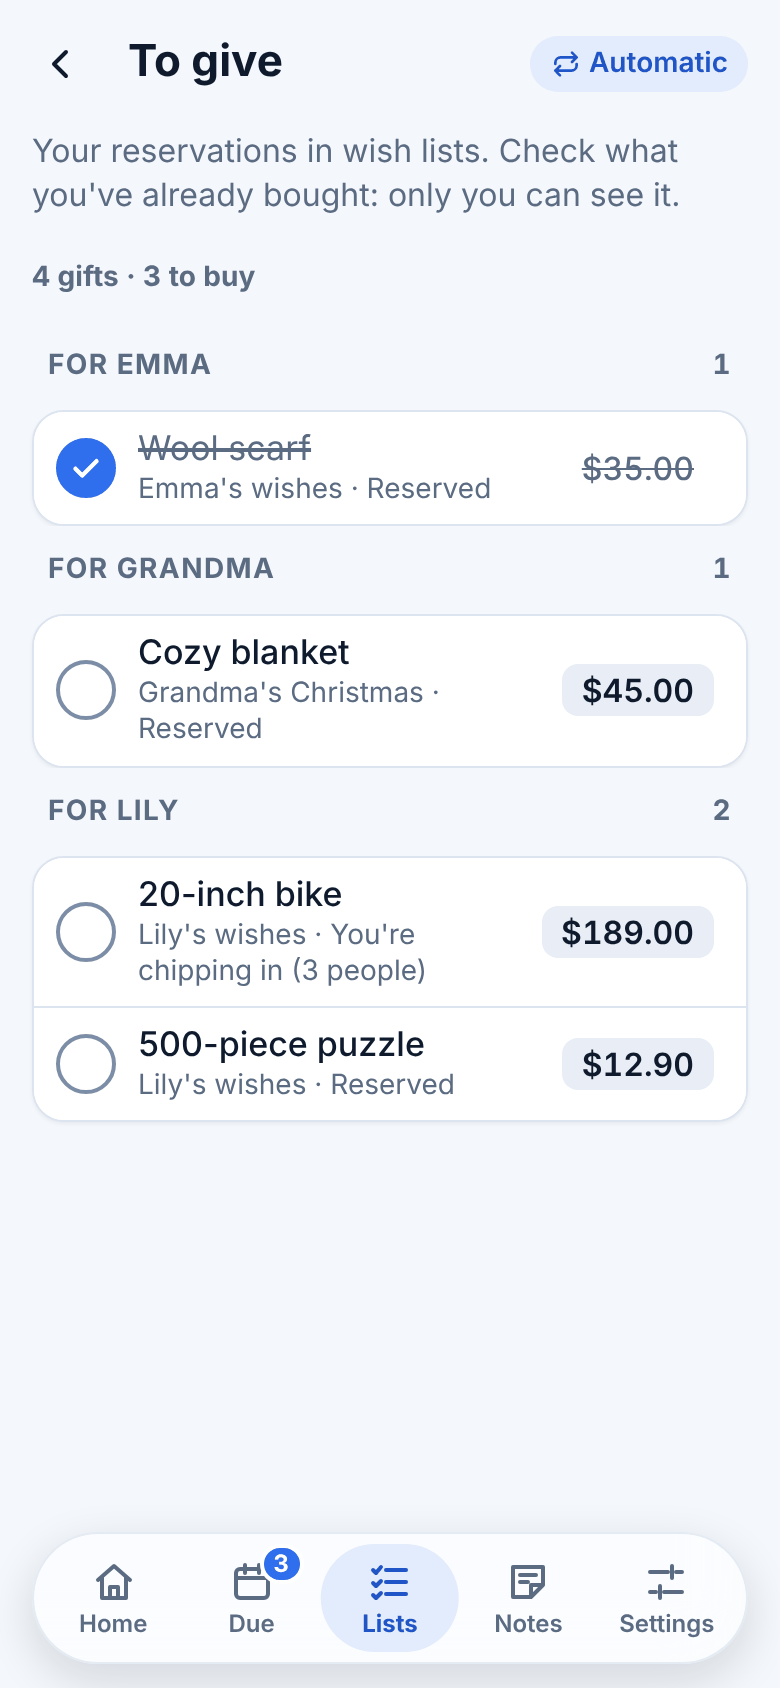 To give
Automatic
Your reservations in wish lists. Check what
you've already bought: only you can see it.
4 gifts · 3 to buy
FOR EMMA 1
Wool scarf
Emma's wishes · Reserved
$35.00
FOR GRANDMA 1
Cozy blanket
Grandma's Christmas ·
Reserved
$45.00
FOR LILY 2
20-inch bike
Lily's wishes · You're
chipping in (3 people)
$189.00
500-piece puzzle
Lily's wishes · Reserved
$12.90
3
Home Due Lists Notes Settings